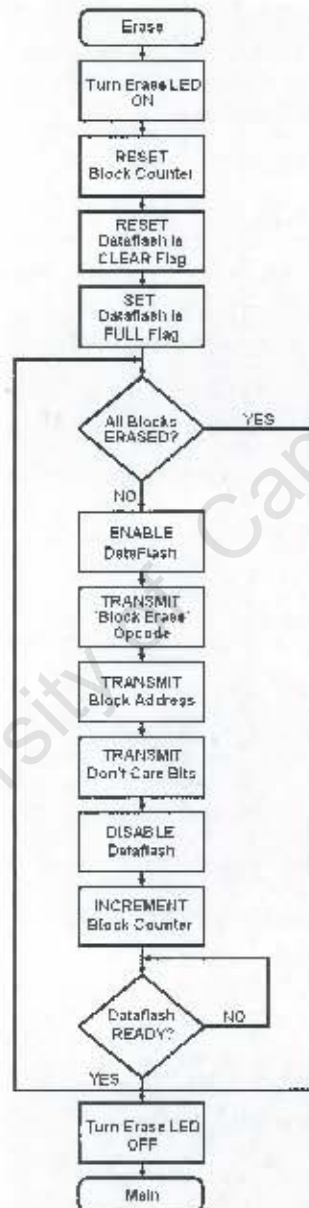 Erase
Turn Erase LED
ON
RESET
Block Counter
RESET
Dataflash is
CLEAR Flag
SET
Dataflash is
FULL Flag
All Blocks
ERASED?
YES
NO
ENABLE
DataFlash
TRANSMIT
"Block Erase"
Opcode
TRANSMIT
Block Address
TRANSMIT
Don't Care Bits
DISABLE
Dataflash
INCREMENT
Block Counter
Dataflash
READY?
NO
YES
Turn Erase LED
OFF
Main